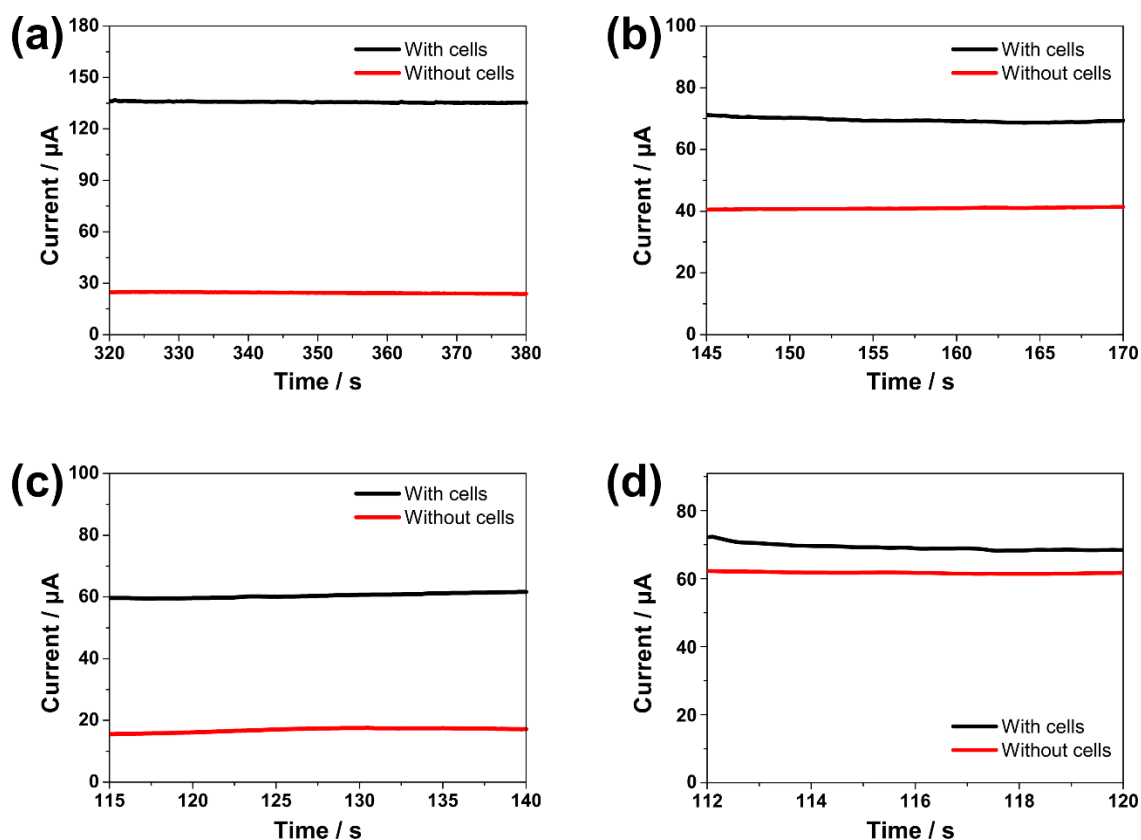 (a)
180
150
120
90
60
30
0
Current / µA
With cells
Without cells
320 330 340 350 360 370 380
Time / s
(b)
100
80
60
40
20
0
Current / µA
With cells
Without cells
145 150 155 160 165 170
Time / s
(c)
100
80
60
40
20
0
Current / µA
With cells
Without cells
115 120 125 130 135 140
Time / s
(d)
80
60
40
20
0
Current / µA
With cells
Without cells
112 114 116 118 120
Time / s